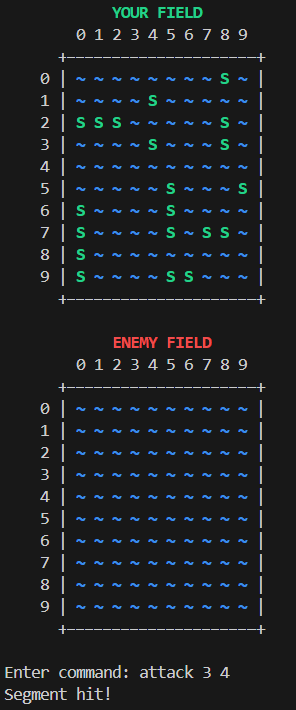 YOUR FIELD
0 1 2 3 4 5 6 7 8 9
+---------------------+
0 | ~ ~ ~ ~ ~ ~ ~ ~ S ~ |
1 | ~ ~ ~ ~ S ~ ~ ~ ~ ~ |
2 | S S S ~ ~ ~ ~ ~ S ~ |
3 | ~ ~ ~ ~ S ~ ~ ~ S ~ |
4 | ~ ~ ~ ~ ~ ~ ~ ~ ~ ~ |
5 | ~ ~ ~ ~ ~ S ~ ~ ~ S |
6 | S ~ ~ ~ ~ S ~ ~ ~ ~ |
7 | S ~ ~ ~ ~ S ~ S S ~ |
8 | S ~ ~ ~ ~ ~ ~ ~ ~ ~ |
9 | S ~ ~ ~ ~ S S ~ ~ ~ |
+---------------------+
ENEMY FIELD
0 1 2 3 4 5 6 7 8 9
+---------------------+
0 | ~ ~ ~ ~ ~ ~ ~ ~ ~ ~ |
1 | ~ ~ ~ ~ ~ ~ ~ ~ ~ ~ |
2 | ~ ~ ~ ~ ~ ~ ~ ~ ~ ~ |
3 | ~ ~ ~ ~ ~ ~ ~ ~ ~ ~ |
4 | ~ ~ ~ ~ ~ ~ ~ ~ ~ ~ |
5 | ~ ~ ~ ~ ~ ~ ~ ~ ~ ~ |
6 | ~ ~ ~ ~ ~ ~ ~ ~ ~ ~ |
7 | ~ ~ ~ ~ ~ ~ ~ ~ ~ ~ |
8 | ~ ~ ~ ~ ~ ~ ~ ~ ~ ~ |
9 | ~ ~ ~ ~ ~ ~ ~ ~ ~ ~ |
+---------------------+
Enter command: attack 3 4
Segment hit!